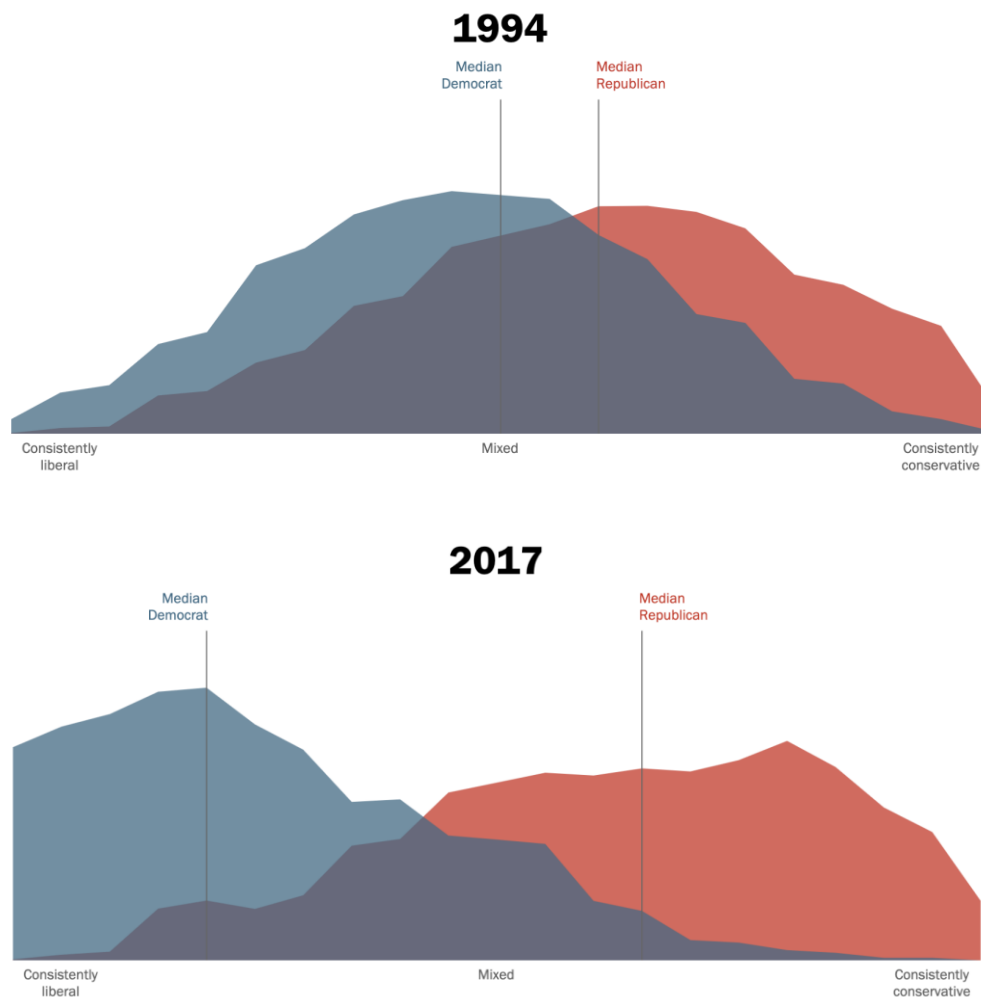 1994
Median
Democrat
Median
Republican
Consistently
liberal
Mixed
Consistently
conservative
2017
Median
Democrat
Median
Republican
Consistently
liberal
Mixed
Consistently
conservative